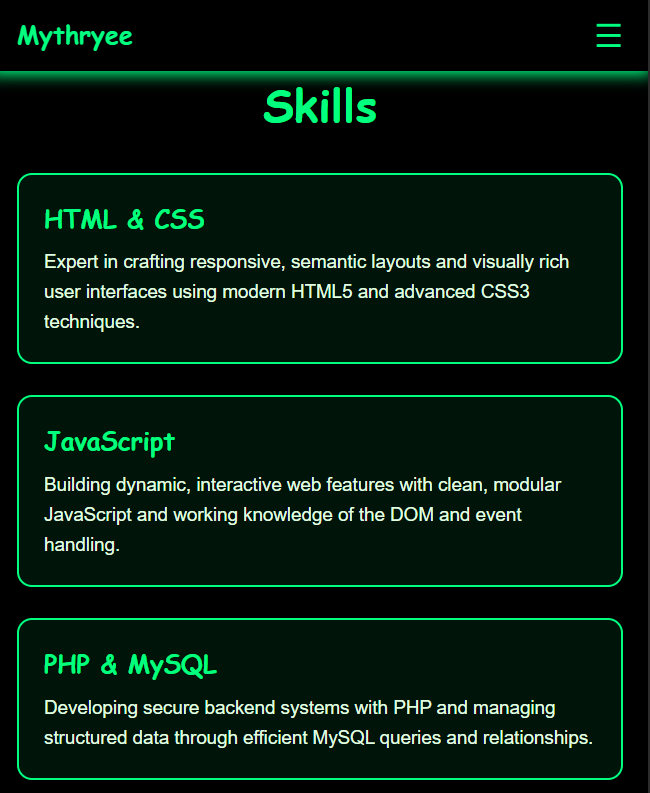 Mythryee
Skills
HTML & CSS
Expert in crafting responsive, semantic layouts and visually rich
user interfaces using modern HTML5 and advanced CSS3
techniques.
JavaScript
Building dynamic, interactive web features with clean, modular
JavaScript and working knowledge of the DOM and event
handling.
PHP & MySQL
Developing secure backend systems with PHP and managing
structured data through efficient MySQL queries and relationships.